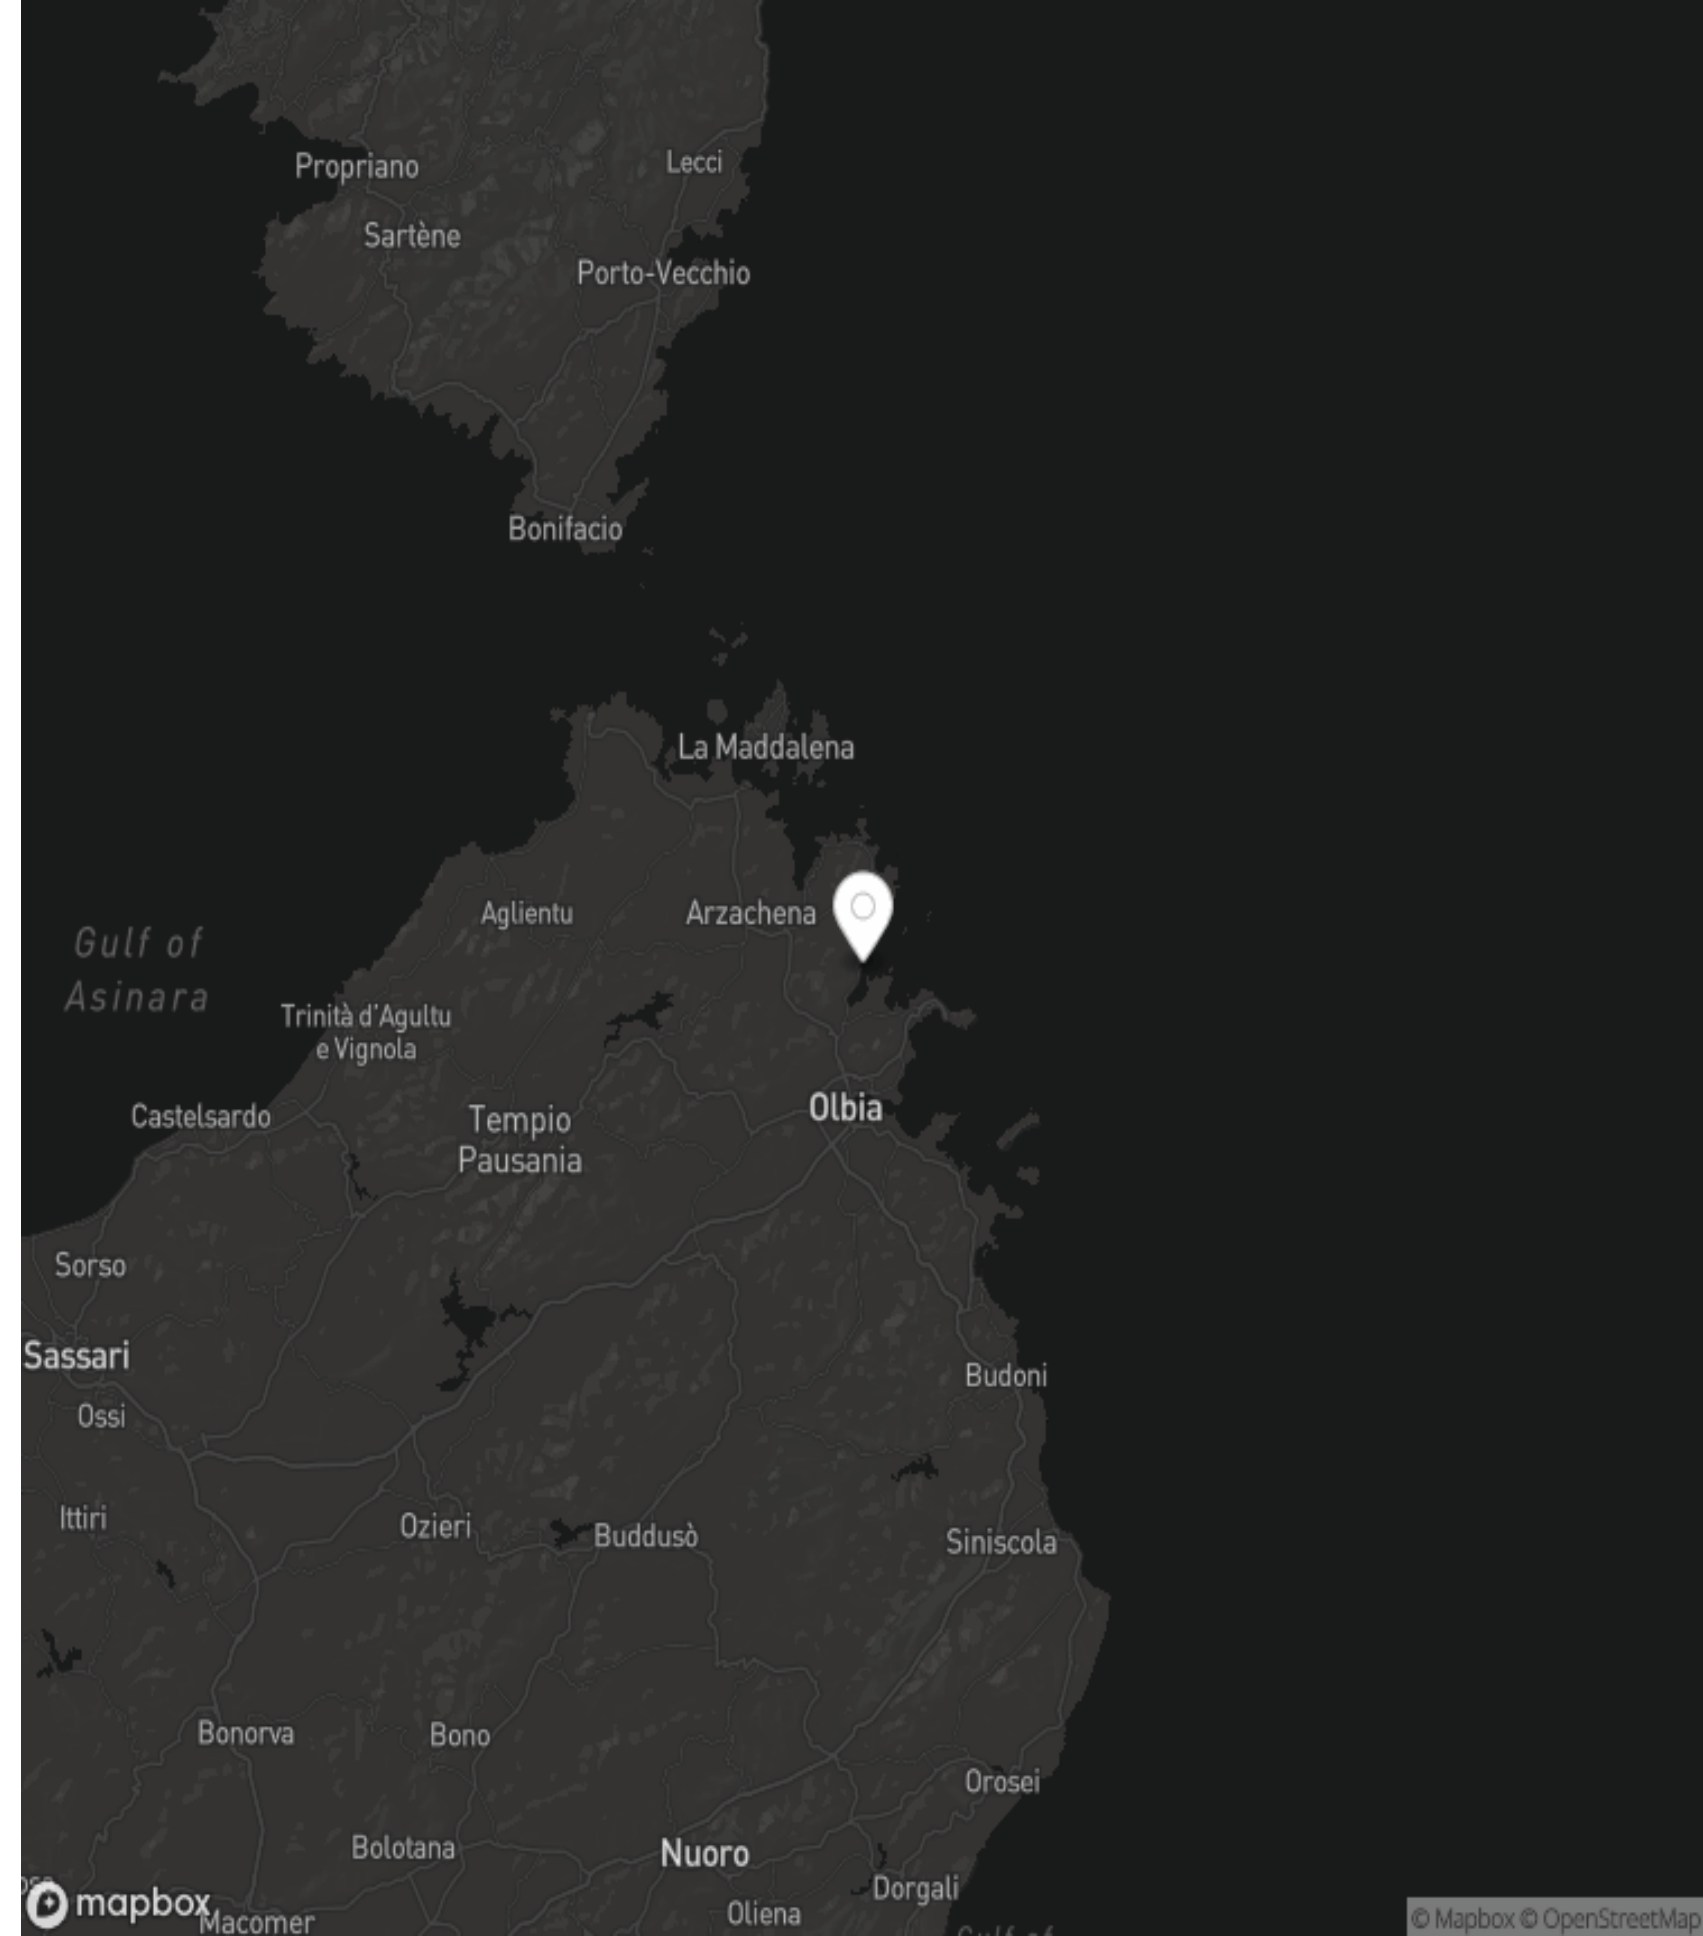 Propriano
Lecci
Sartène
Porto-Vecchio
Bonifacio
La Maddalena
Aglientu
Arzachena
Gulf of
Asinara
Trinità d'Agultu
e Vignola
Castelsardo
Tempio
Pausania
Olbia
Sorso
Sassari
Budoni
Ossi
Ittiri
Ozieri
Buddusò
Siniscola
Bonorva
Bono
Orosei
Bolotana
Nuoro
Dorgali
mapbox
Macomer
Oliena
© Mapbox © OpenStreetMap
Gulf of